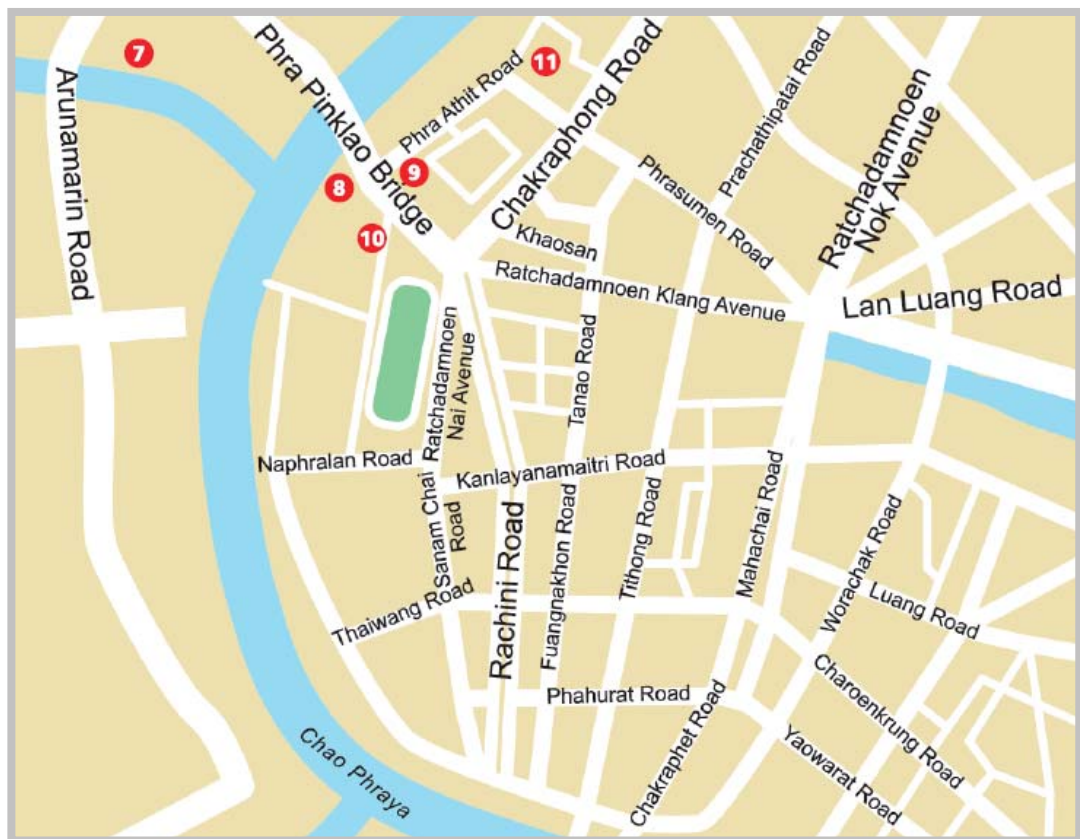 7
11
8
9
10
Arunamarin Road
Phra Pinklao Bridge
Phra Athit Road
Chakraphong Road
Prachathipatai Road
Ratchadamnoen
Nok Avenue
Phrasumen Road
Khaosan
Ratchadamnoen Klang Avenue
Lan Luang Road
Ratchadamnoen
Nai Avenue
Tanao Road
Naphralan Road
Kanlayanamaitri Road
Sanam Chai
Road
Rachini Road
Fuangnakhon Road
Tithong Road
Mahachai Road
Worachak Road
Luang Road
Thaiwang Road
Phahurat Road
Chakraphet Road
Charoenkrung Road
Yaowarat Road
Chao Phraya